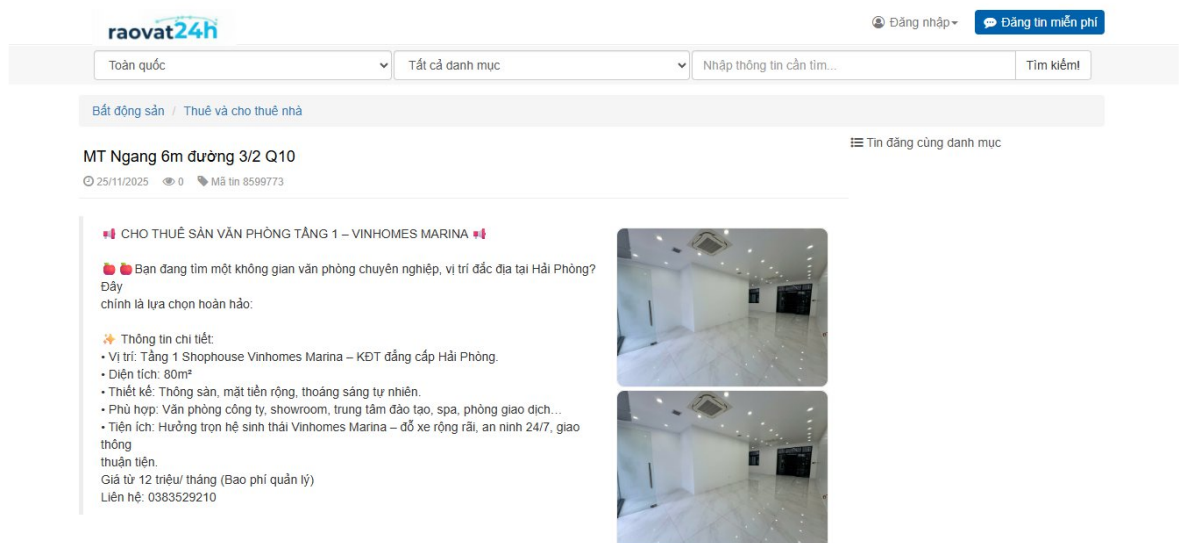 raovat24h
Đăng nhập
Đăng tin miễn phí
Toàn quốc
Tất cả danh mục
Nhập thông tin cần tìm...
Tìm kiếm!
Bất động sản / Thuê và cho thuê nhà
MT Ngang 6m đường 3/2 Q10
25/11/2025 0 Mã tin 8599773
Tin đăng cùng danh mục
CHO THUÊ SÀN VĂN PHÒNG TẦNG 1 – VINHOMES MARINA
Bạn đang tìm một không gian văn phòng chuyên nghiệp, vị trí đắc địa tại Hải Phòng?
Đây
chính là lựa chọn hoàn hảo:
Thông tin chi tiết:
• Vị trí: Tầng 1 Shophouse Vinhomes Marina – KĐT đẳng cấp Hải Phòng.
• Diện tích: 80m²
• Thiết kế: Thông sàn, mặt tiền rộng, thoáng sáng tự nhiên.
• Phù hợp: Văn phòng công ty, showroom, trung tâm đào tạo, spa, phòng giao dịch…
• Tiện ích: Hưởng trọn hệ sinh thái Vinhomes Marina – đỗ xe rộng rãi, an ninh 24/7, giao
thông
thuận tiện.
Giá từ 12 triệu/ tháng (Bao phí quản lý)
Liên hệ: 0383529210